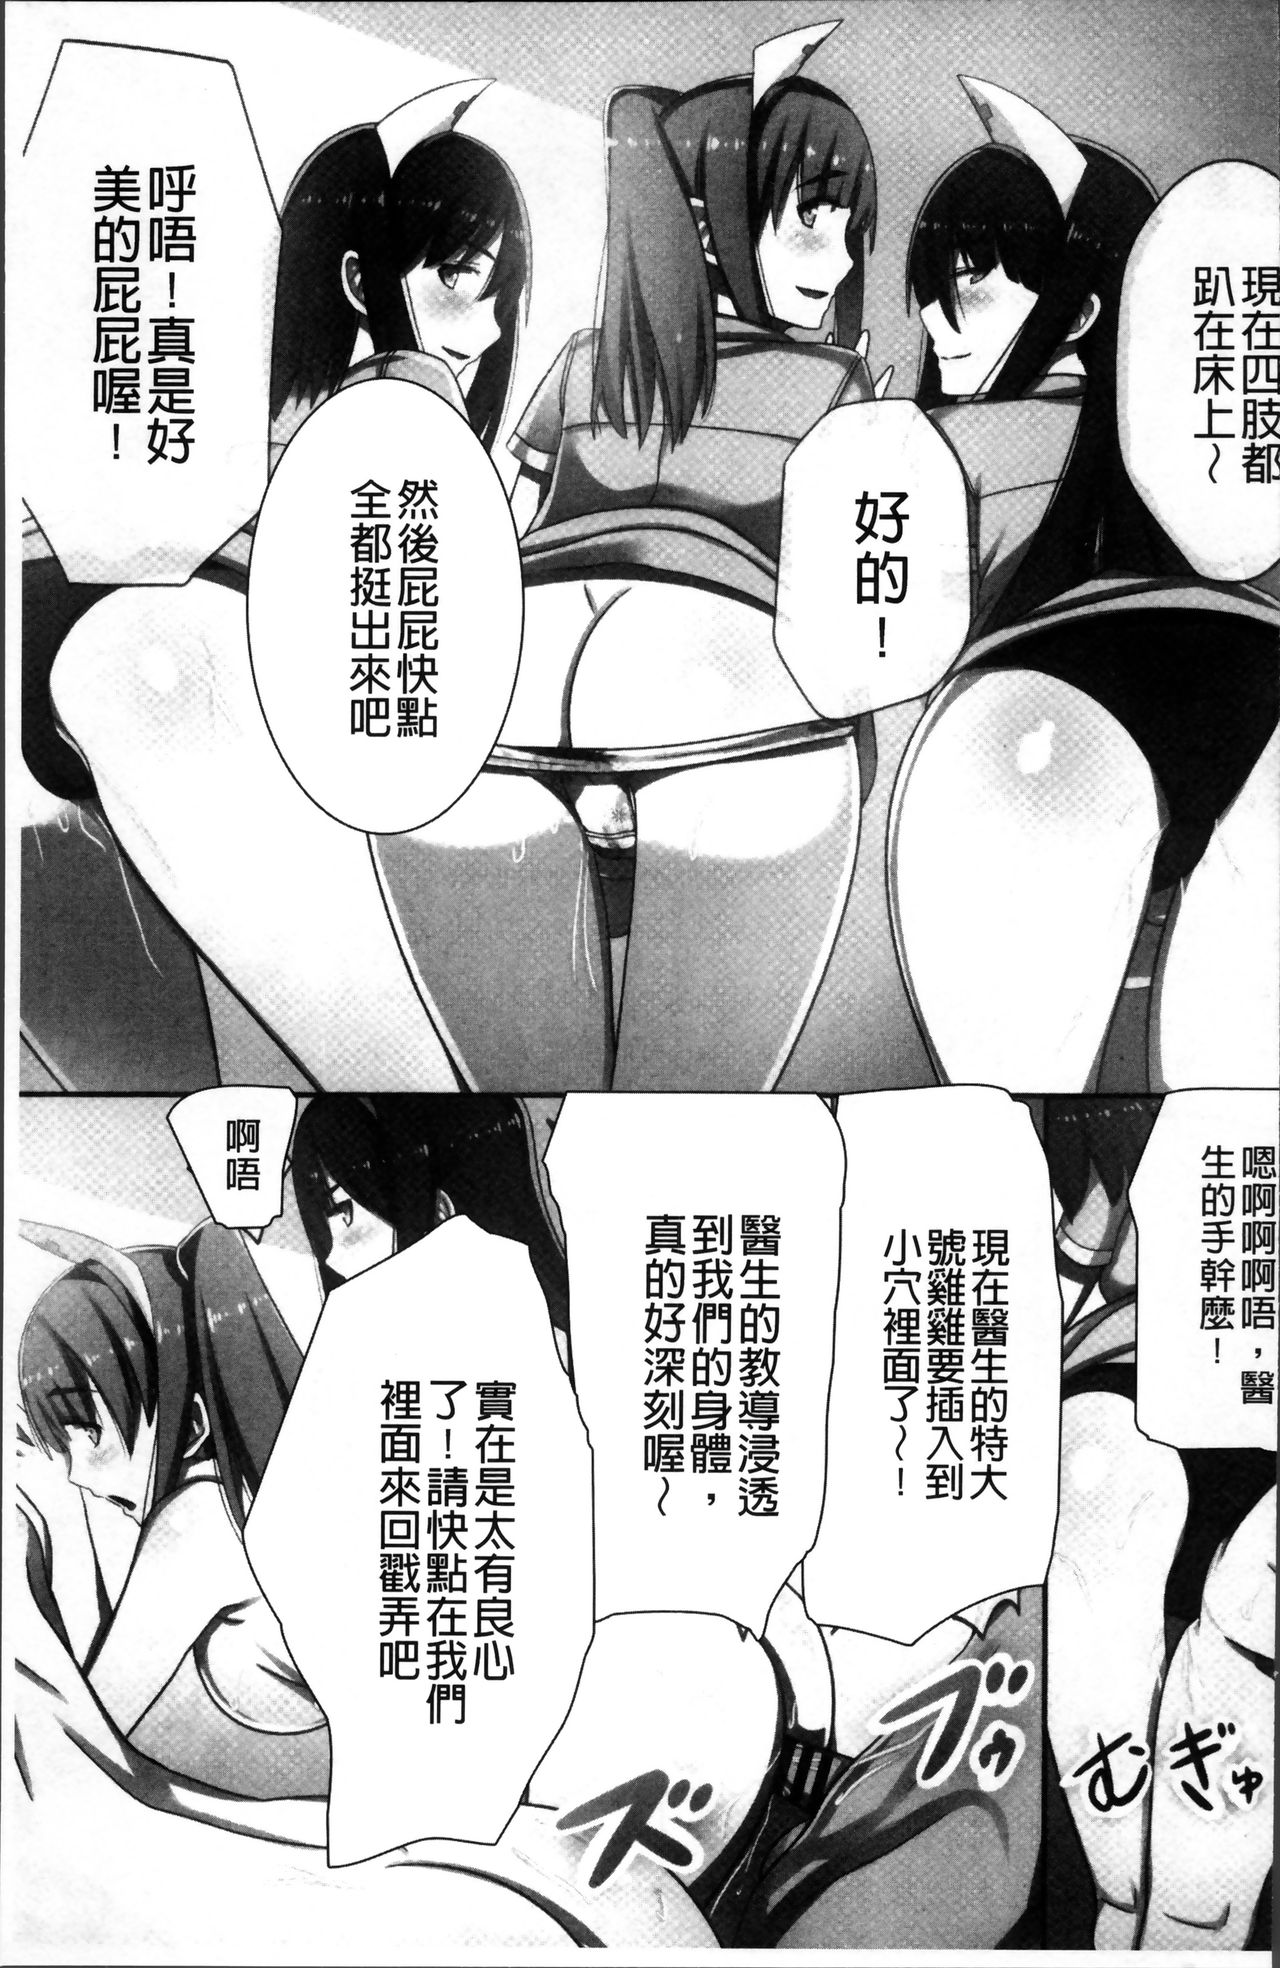 現在四肢都
趴在床上～
好的！
然後屁屁快點
全都挺出來吧
呼唔！真是好
美的屁屁喔！
嗯啊啊啊唔，醫
生的手幹麼！
現在醫生的特大
號雞雞要插入到
小穴裡面了～！
醫生的教導浸透
到我們的身體，
真的好深刻喔～
實在是太有良心
了！請快點在我們
裡面來回戳弄吧
啊唔
むぎゅ
ズブゥ
ズ